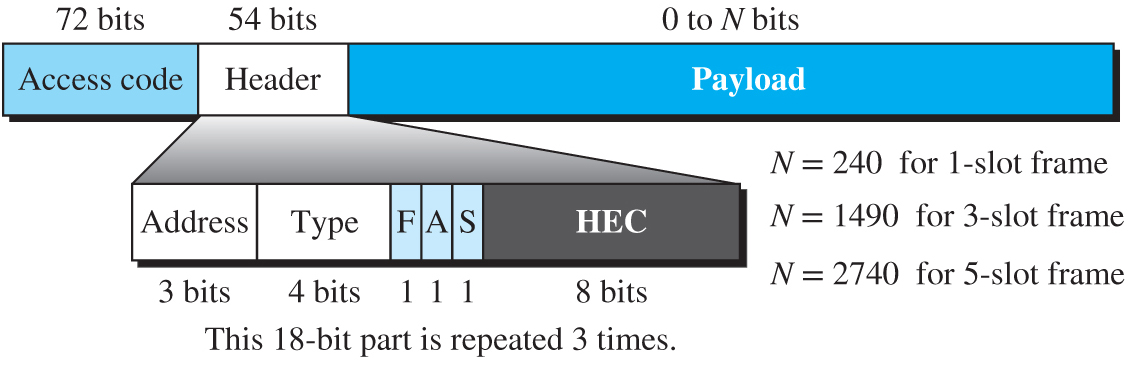 72 bits 54 bits 0 to N bits
Access code Header Payload
N = 240 for 1-slot frame
Address Type F A S HEC
N = 1490 for 3-slot frame
N = 2740 for 5-slot frame
3 bits 4 bits 1 1 1 8 bits
This 18-bit part is repeated 3 times.